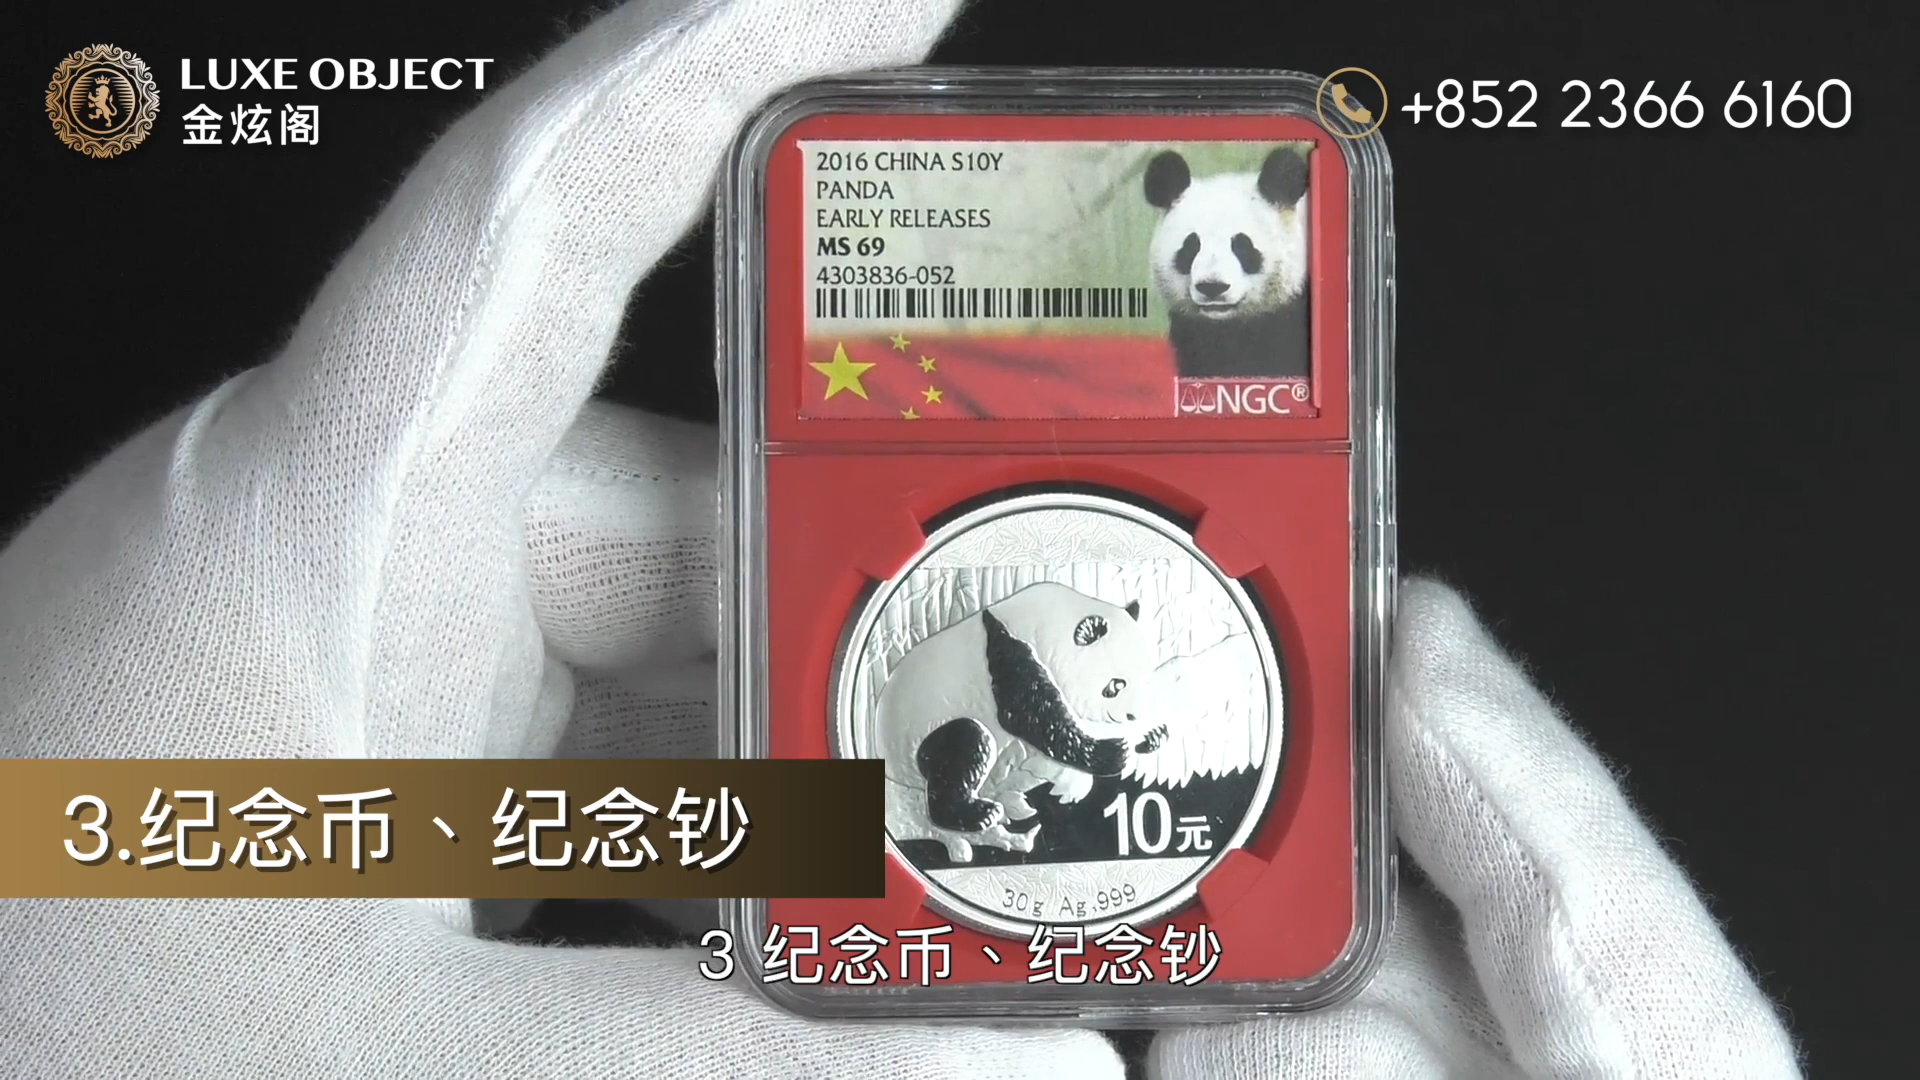 LUXE OBJECT
金炫阁
+852 2366 6160
2016 CHINA S10Y
PANDA
EARLY RELEASES
MS 69
4303836-052
NGC®
10元
30g Ag.999
3.纪念币、纪念钞
3 纪念币、纪念钞